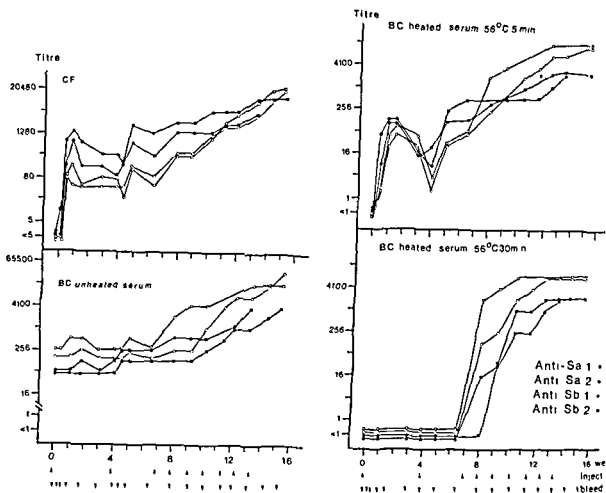 Titre
CF
20480
1280
80
5
<5
Titre
BC heated serum 56°C 5 min
4100
256
16
1
<1
65500
BC unheated serum
4100
256
16
1
<1
0 4 8 12 16
BC heated serum 56°C30min
4100
256
16
1
<1
Anti-Sa 1
Anti Sa 2
Anti Sb 1
Anti Sb 2
0 4 8 12 16 we
Inject
bleed